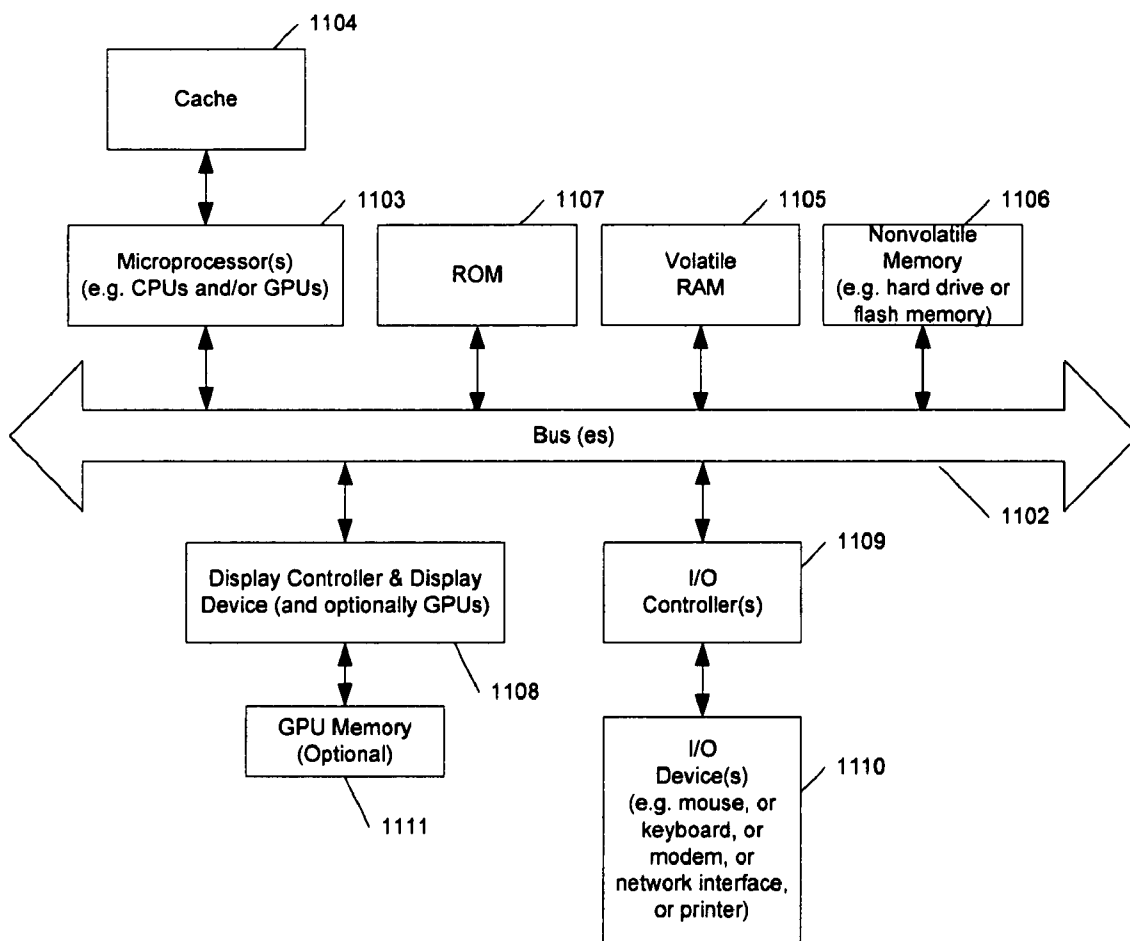 1104
Cache
1103
1107
1105
1106
Microprocessor(s)
(e.g. CPUs and/or GPUs)
ROM
Volatile
RAM
Nonvolatile
Memory
(e.g. hard drive or
flash memory)
Bus (es)
1102
1109
Display Controller & Display
Device (and optionally GPUs)
I/O
Controller(s)
1108
GPU Memory
(Optional)
1111
I/O
Device(s)
(e.g. mouse, or
keyboard, or
modem, or
network interface,
or printer)
1110